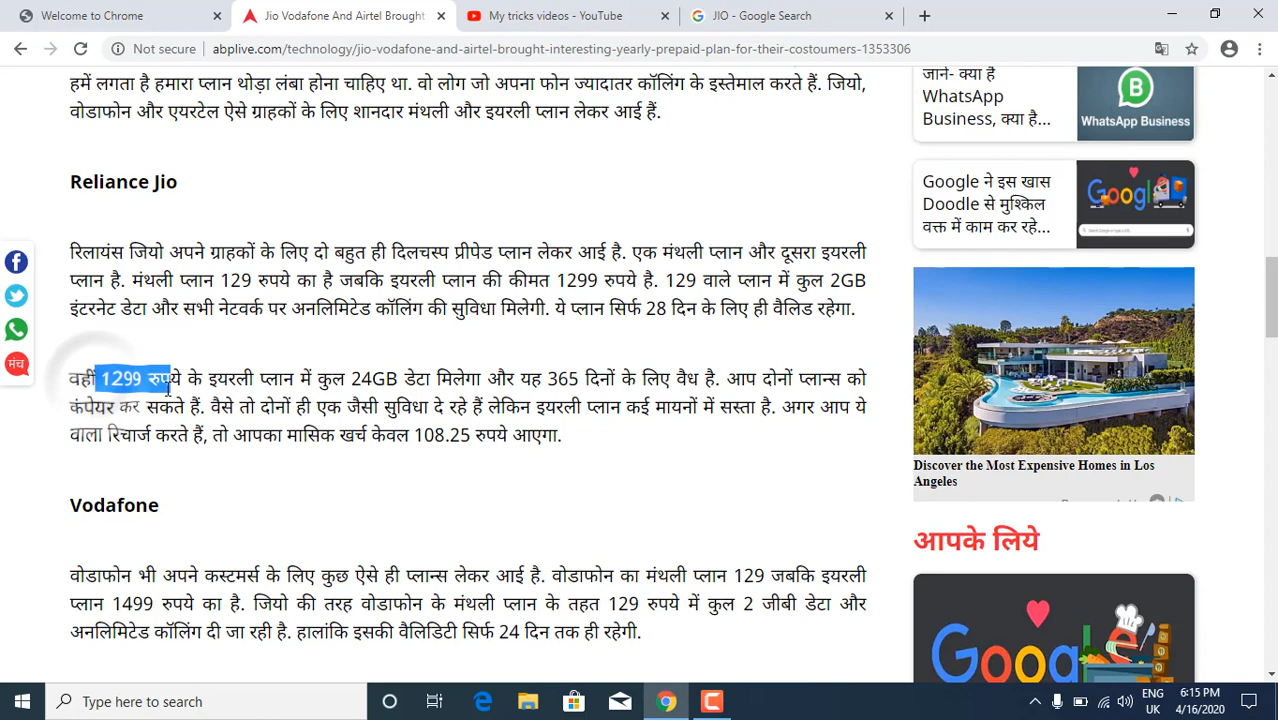 Welcome to Chrome
Jio Vodafone And Airtel Brought
My tricks videos - YouTube
JIO - Google Search
Not secure
abplive.com/technology/jio-vodafone-and-airtel-brought-interesting-yearly-prepaid-plan-for-their-costoumers-1353306
हमें लगता है हमारा प्लान थोड़ा लंबा होना चाहिए था. वो लोग जो अपना फोन ज्यादातर कॉलिंग के इस्तेमाल करते हैं. जियो,
वोडाफोन और एयरटेल ऐसे ग्राहकों के लिए शानदार मंथली और इयरली प्लान लेकर आई हैं.
Reliance Jio
रिलायंस जियो अपने ग्राहकों के लिए दो बहुत ही दिलचस्प प्रीपेड प्लान लेकर आई है. एक मंथली प्लान और दूसरा इयरली
प्लान है. मंथली प्लान 129 रुपये का है जबकि इयरली प्लान की कीमत 1299 रुपये है. 129 वाले प्लान में कुल 2GB
इंटरनेट डेटा और सभी नेटवर्क पर अनलिमिटेड कॉलिंग की सुविधा मिलेगी. ये प्लान सिर्फ 28 दिन के लिए ही वैलिड रहेगा.
वहीं 1299 रुपये के इयरली प्लान में कुल 24GB डेटा मिलेगा और यह 365 दिनों के लिए वैध है. आप दोनों प्लान्स को
कंपेयर कर सकते हैं. वैसे तो दोनों ही एक जैसी सुविधा दे रहे हैं लेकिन इयरली प्लान कई मायनों में सस्ता है. अगर आप ये
वाला रिचार्ज करते हैं, तो आपका मासिक खर्च केवल 108.25 रुपये आएगा.
Vodafone
वोडाफोन भी अपने कस्टमर्स के लिए कुछ ऐसे ही प्लान्स लेकर आई है. वोडाफोन का मंथली प्लान 129 जबकि इयरली
प्लान 1499 रुपये का है. जियो की तरह वोडाफोन के मंथली प्लान के तहत 129 रुपये में कुल 2 जीबी डेटा और
अनलिमिटेड कॉलिंग दी जा रही है. हालांकि इसकी वैलिडिटी सिर्फ 24 दिन तक ही रहेगी.
मंच
जानें- क्या है
WhatsApp
Business, क्या है...
WhatsApp Business
Google ने इस खास
Doodle से मुश्किल
वक्त में काम कर रहे...
Googl
Discover the Most Expensive Homes in Los
Angeles
आपके लिये
Goog
Type here to search
ENG
UK
6:15 PM
4/16/2020